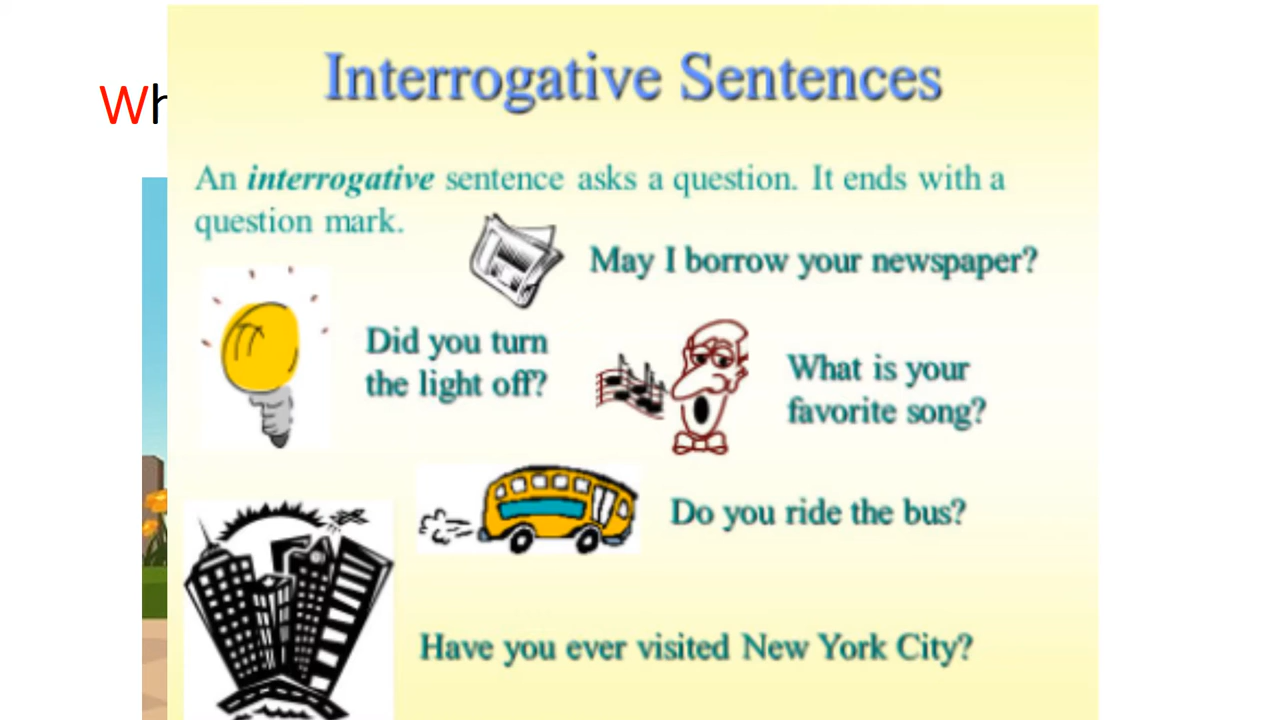 Interrogative Sentences
Wh
An interrogative sentence asks a question. It ends with a
question mark.
May I borrow your newspaper?
Did you turn
the light off?
What is your
favorite song?
Do you ride the bus?
Have you ever visited New York City?